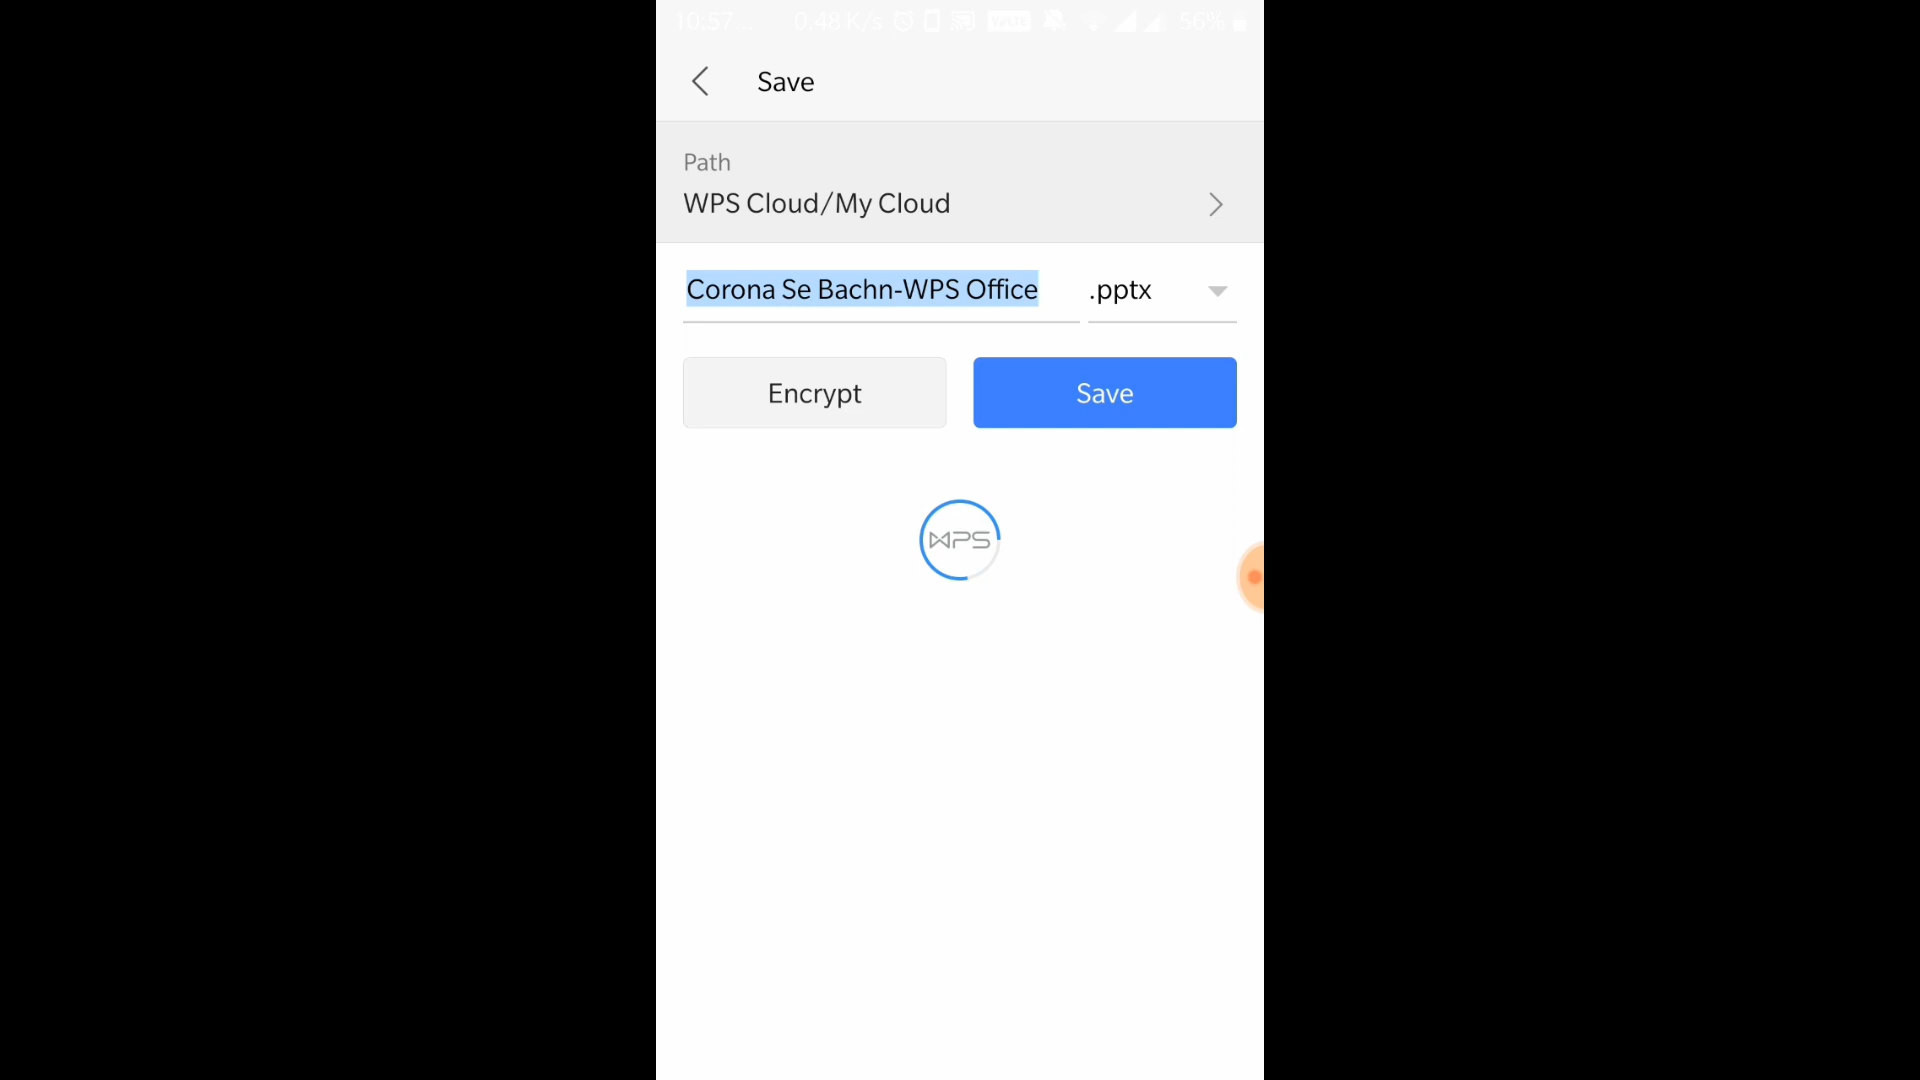 10.57 .. 0.48 K/s 56%
Save
Path
WPS Cloud/My Cloud
Corona Se Bachn-WPS Office .pptx
Encrypt Save
WPS